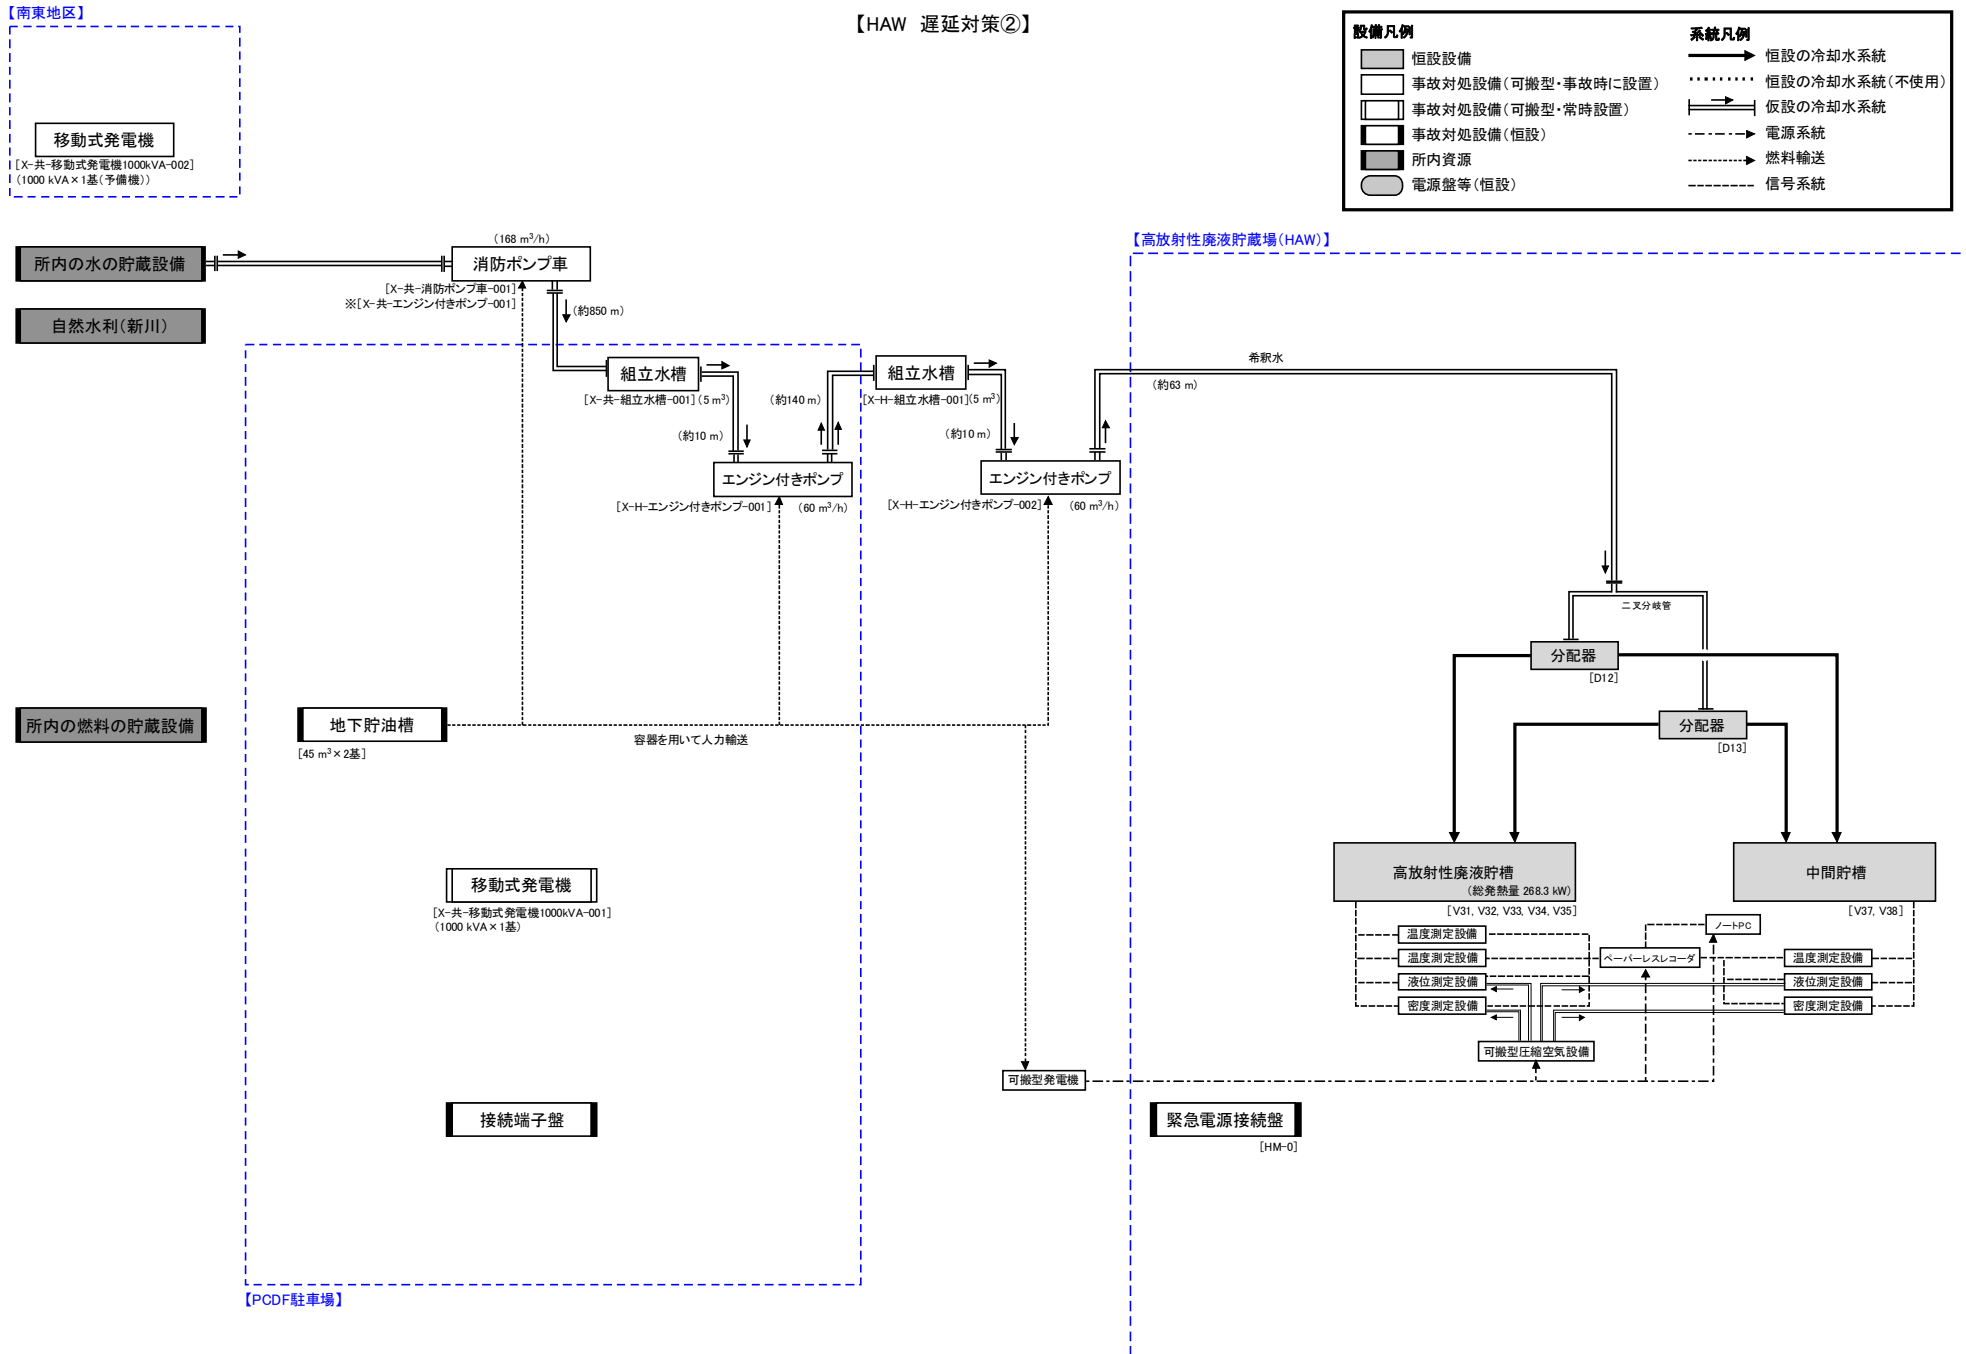 【南東地区】
【HAW 遅延対策②】
設備凡例
恒設設備
事故対処設備(可搬型・事故時に設置)
事故対処設備(可搬型・常時設置)
事故対処設備(恒設)
所内資源
電源盤等(恒設)
系統凡例
恒設の冷却水系統
恒設の冷却水系統(不使用)
仮設の冷却水系統
電源系統
燃料輸送
信号系統
移動式発電機
[X-共-移動式発電機1000kVA-002]
(1000 kVA×1基(予備機))
【高放射性廃液貯蔵場(HAW)】
所内の水の貯蔵設備
(168 m³/h)
消防ポンプ車
[X-共-消防ポンプ車-001]
※[X-共-エンジン付きポンプ-001]
(約850 m)
自然水利(新川)
組立水槽
[X-共-組立水槽-001](5 m³)
(約10 m)
(約140 m)
組立水槽
[X-H-組立水槽-001](5 m³)
(約10 m)
希釈水
(約63 m)
エンジン付きポンプ
[X-H-エンジン付きポンプ-001]
(60 m³/h)
エンジン付きポンプ
[X-H-エンジン付きポンプ-002]
(60 m³/h)
二叉分岐管
分配器
[D12]
分配器
[D13]
所内の燃料の貯蔵設備
地下貯油槽
[45 m³×2基]
容器を用いて人力輸送
移動式発電機
[X-共-移動式発電機1000kVA-001]
(1000 kVA×1基)
高放射性廃液貯槽
(総発熱量 268.3 kW)
[V31, V32, V33, V34, V35]
中間貯槽
[V37, V38]
ノートPC
温度測定設備
温度測定設備
ペーパーレスレコーダ
温度測定設備
液位測定設備
液位測定設備
密度測定設備
密度測定設備
可搬型圧縮空気設備
可搬型発電機
接続端子盤
緊急電源接続盤
[HM-0]
【PCDF駐車場】